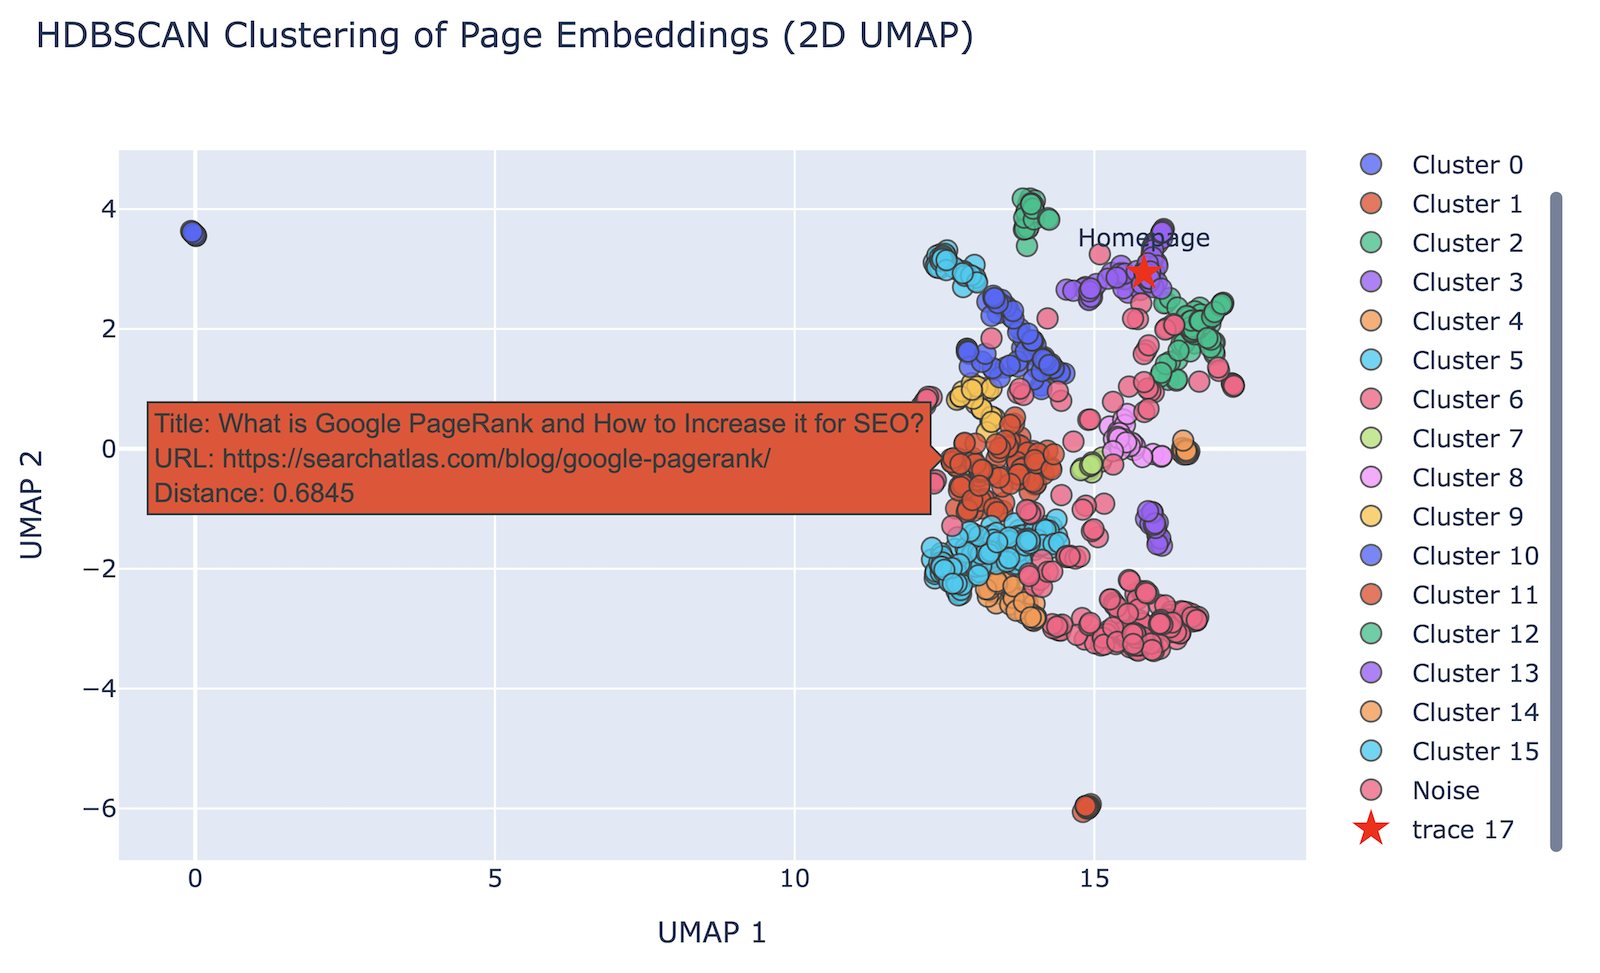 HDBSCAN Clustering of Page Embeddings (2D UMAP)
Homepage
Title: What is Google PageRank and How to Increase it for SEO?
URL: https://searchatlas.com/blog/google-pagerank/
Distance: 0.6845
4
2
0
−2
−4
−6
UMAP 2
0
5
10
15
UMAP 1
Cluster 0
Cluster 1
Cluster 2
Cluster 3
Cluster 4
Cluster 5
Cluster 6
Cluster 7
Cluster 8
Cluster 9
Cluster 10
Cluster 11
Cluster 12
Cluster 13
Cluster 14
Cluster 15
Noise
trace 17